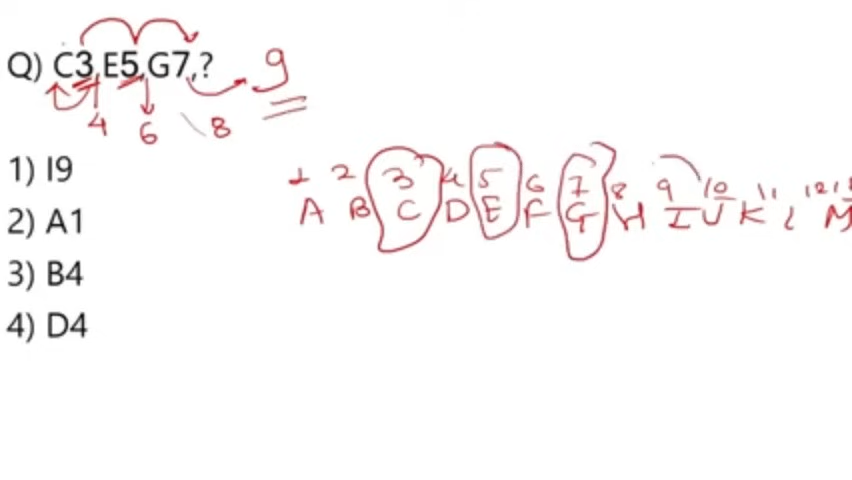 Q) C3,E5,G7,? 9
4 6 8
1) I9
1 2 3 4 5 6 7 8 9 10 11 12
A B C D E F G H I J K L M
2) A1
3) B4
4) D4